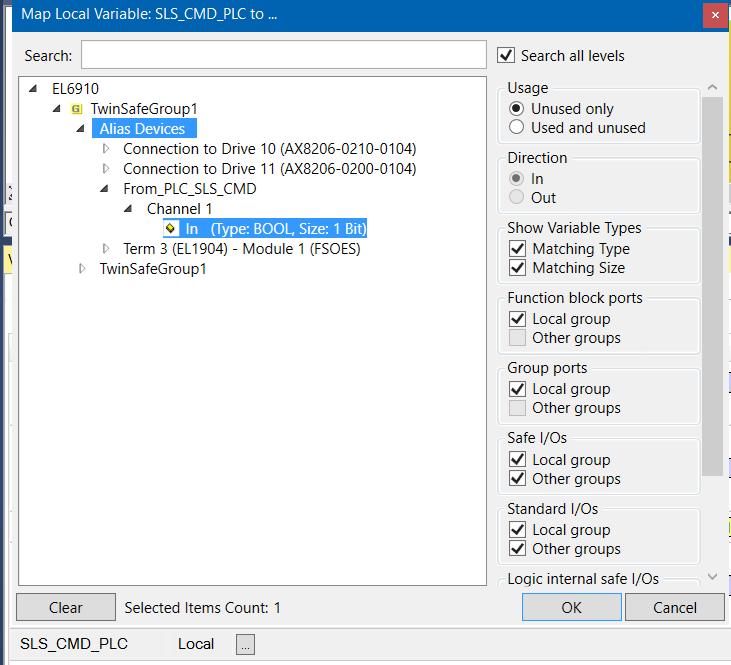 Map Local Variable: SLS_CMD_PLC to ...
Search:
Search all levels
EL6910
G TwinSafeGroup1
Alias Devices
Connection to Drive 10 (AX8206-0210-0104)
Connection to Drive 11 (AX8206-0200-0104)
From_PLC_SLS_CMD
Channel 1
In (Type: BOOL, Size: 1 Bit)
Term 3 (EL1904) - Module 1 (FSOES)
TwinSafeGroup1
Usage
Unused only
Used and unused
Direction
In
Out
Show Variable Types
Matching Type
Matching Size
Function block ports
Local group
Other groups
Group ports
Local group
Other groups
Safe I/Os
Local group
Other groups
Standard I/Os
Local group
Other groups
Logic internal safe I/Os
Clear
Selected Items Count: 1
OK
Cancel
SLS_CMD_PLC Local ...